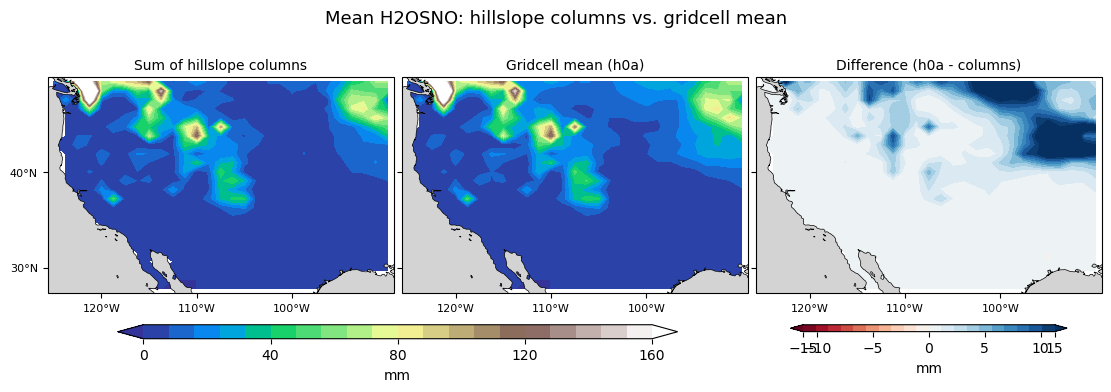 Mean H2OSNO: hillslope columns vs. gridcell mean
Sum of hillslope columns
Gridcell mean (h0a)
Difference (h0a - columns)
40°N
30°N
120°W 110°W 100°W
120°W 110°W 100°W
120°W 110°W 100°W
0 40 80 120 160
mm
−15 −10 −5 0 5 10 15
mm